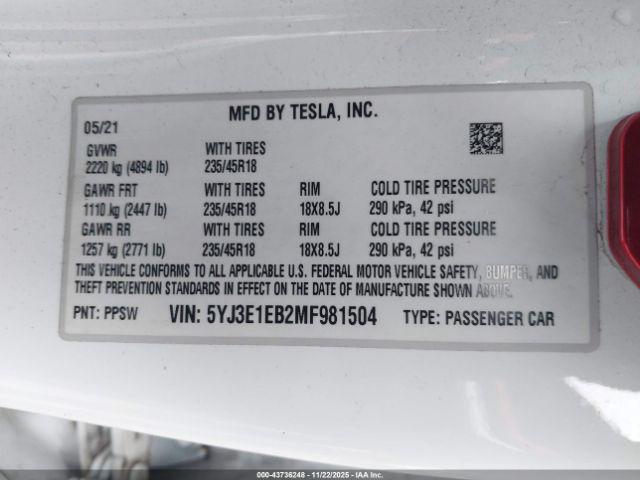 MFD BY TESLA, INC.
05/21
GVWR WITH TIRES
2220 kg (4894 lb) 235/45R18
GAWR FRT WITH TIRES RIM COLD TIRE PRESSURE
1110 kg (2447 lb) 235/45R18 18X8.5J 290 kPa, 42 psi
GAWR RR WITH TIRES RIM COLD TIRE PRESSURE
1257 kg (2771 lb) 235/45R18 18X8.5J 290 kPa, 42 psi
THIS VEHICLE CONFORMS TO ALL APPLICABLE U.S. FEDERAL MOTOR VEHICLE SAFETY, BUMPER, AND
THEFT PREVENTION STANDARDS IN EFFECT ON THE DATE OF MANUFACTURE SHOWN ABOVE.
PNT: PPSW VIN: 5YJ3E1EB2MF981504 TYPE: PASSENGER CAR
© 000-43736248 - 11/22/2025 - IAA Inc.